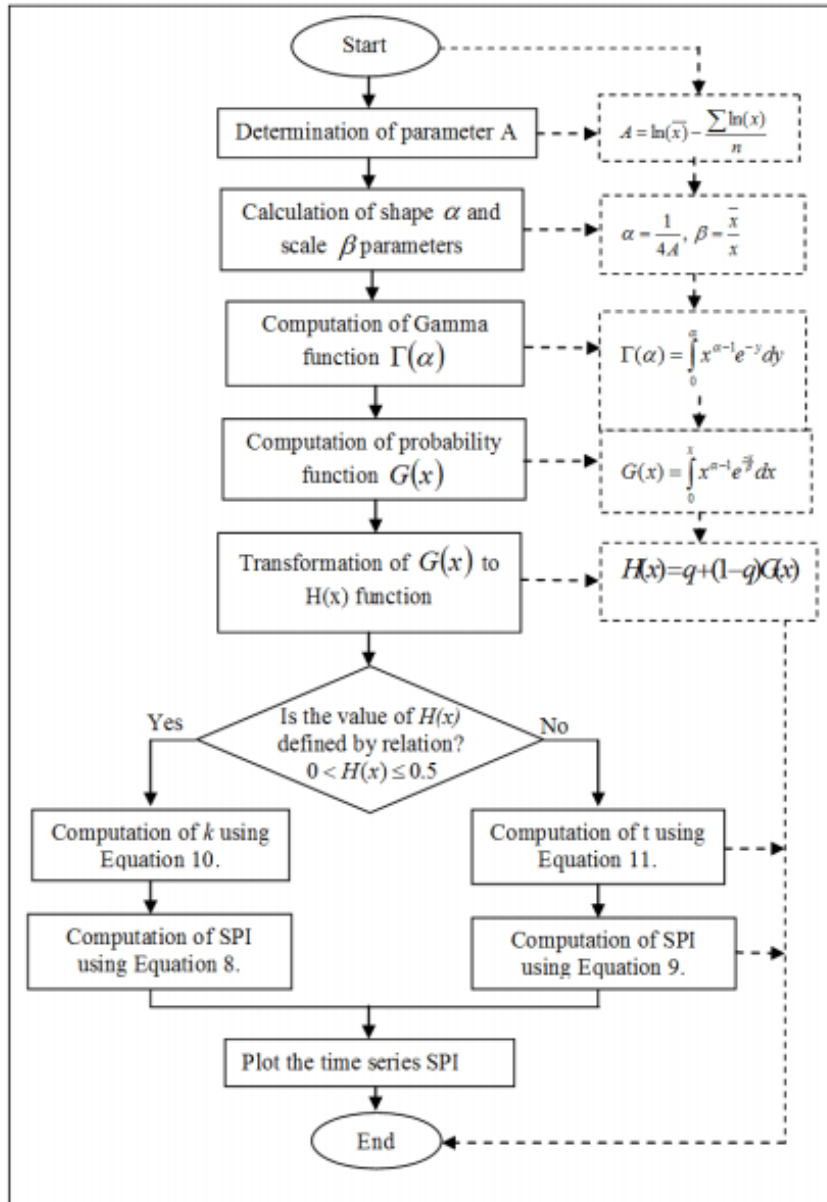 Start
Determination of parameter A
A = ln(x̄) − ∑ln(x) / n
Calculation of shape α and
scale β parameters
α = 1/4A, β = x̄/x
Computation of Gamma
function Γ(α)
Γ(α) = ∫₀^α x^(α−1) e^(−y) dy
Computation of probability
function G(x)
G(x) = ∫₀^x x^(α−1) e^(−x/β) dx
Transformation of G(x) to
H(x) function
H(x)=q+(1−q)G(x)
Yes
Is the value of H(x)
defined by relation?
0 < H(x) ≤ 0.5
No
Computation of k using
Equation 10.
Computation of t using
Equation 11.
Computation of SPI
using Equation 8.
Computation of SPI
using Equation 9.
Plot the time series SPI
End